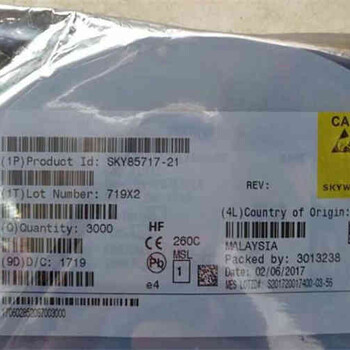 CA
(1P)Product Id: SKY85717-21
SKYW
(1T)Lot Number: 719X2
REV:
(4L)Country of Origin:
MALAYSIA
(Q)Quantity: 3000
HF
260C
Packed by: 3013238
MSL
1
(9D)D/C: 1719
Date: 02/06/2017
e4